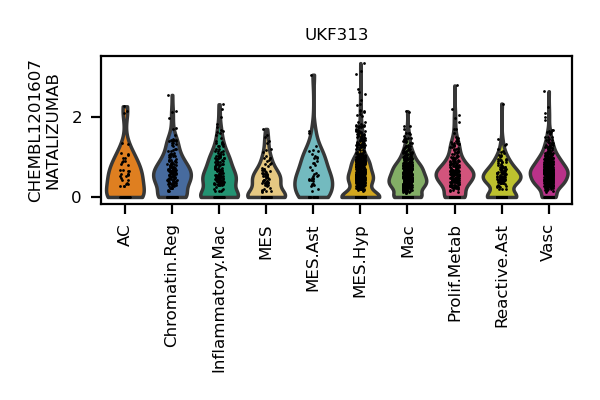 UKF313
CHEMBL1201607
NATALIZUMAB
2
0
AC
Chromatin.Reg
Inflammatory.Mac
MES
MES.Ast
MES.Hyp
Mac
Prolif.Metab
Reactive.Ast
Vasc